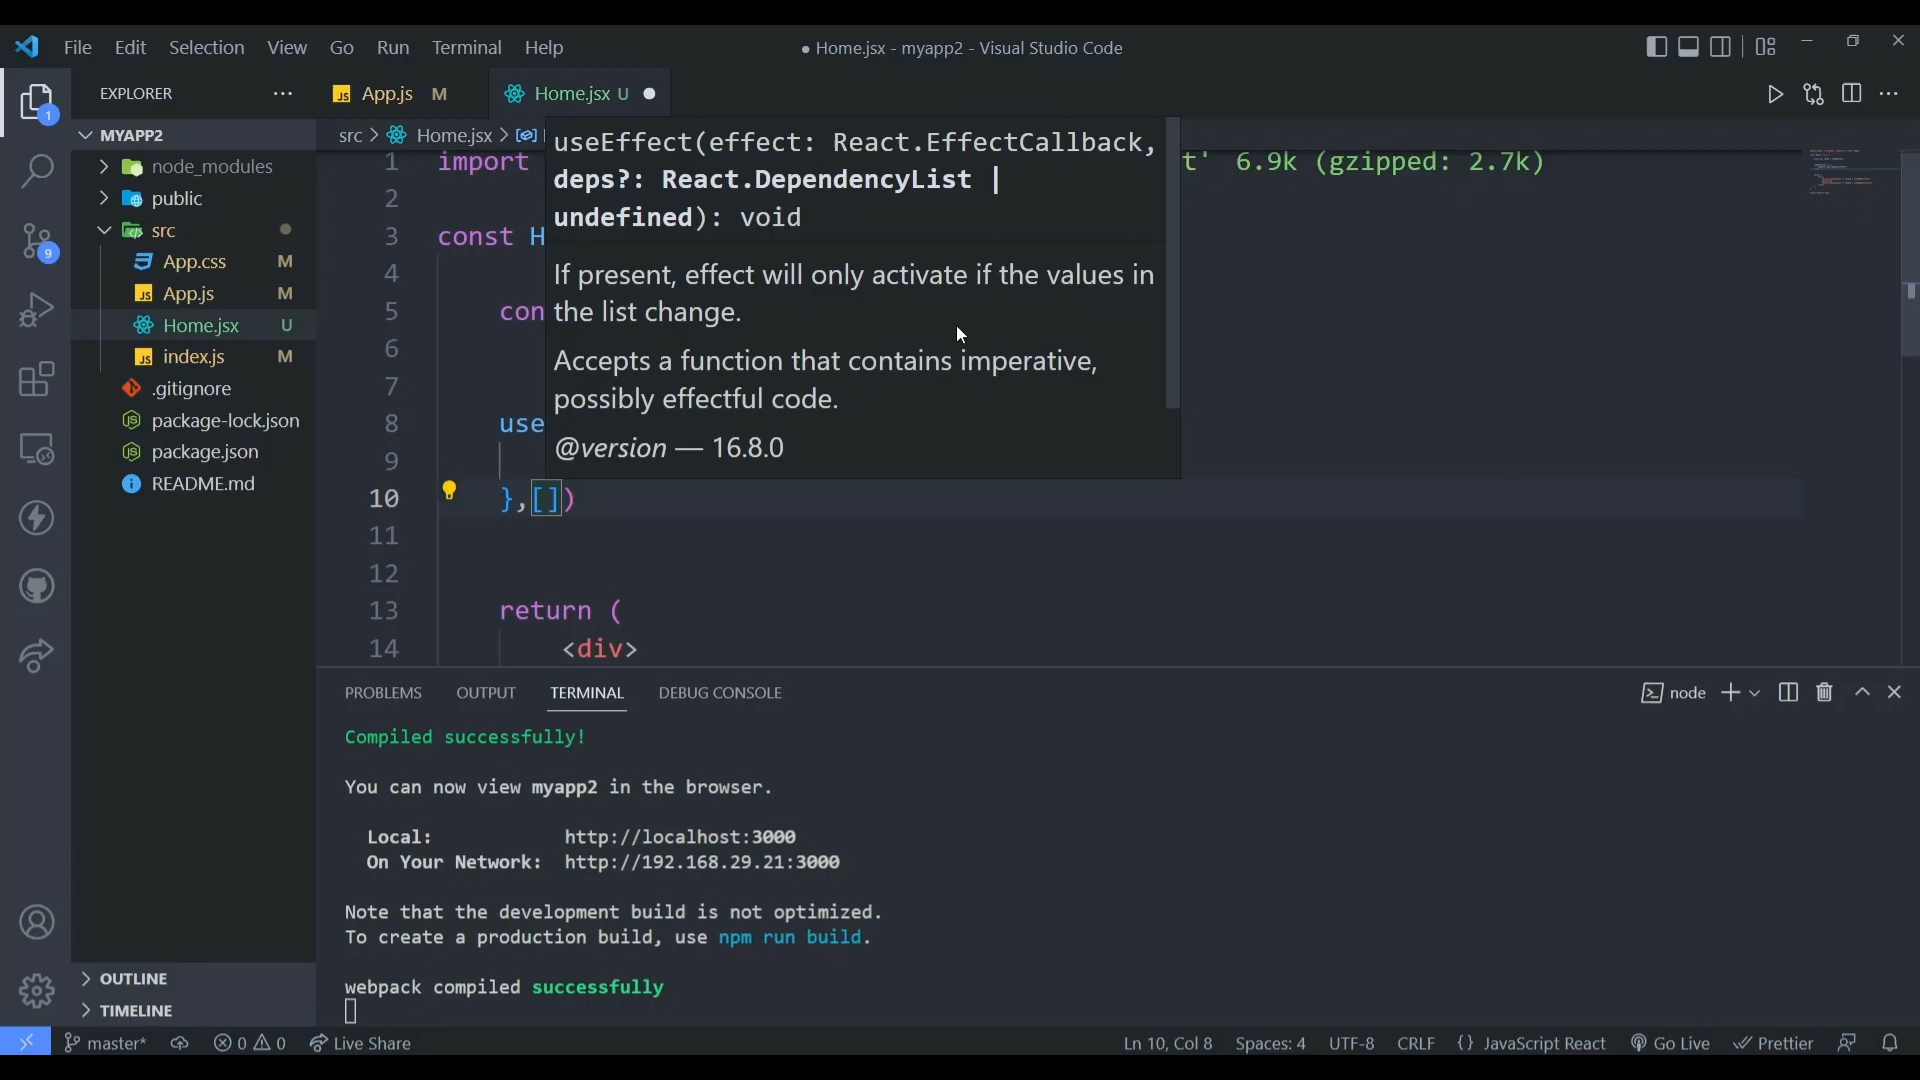 File Edit Selection View Go Run Terminal Help
● Home.jsx - myapp2 - Visual Studio Code
EXPLORER
App.js M
Home.jsx U
MYAPP2
node_modules
public
src
App.css M
App.js M
Home.jsx U
index.js M
.gitignore
package-lock.json
package.json
README.md
OUTLINE
TIMELINE
1
9
src > Home.jsx >
useEffect(effect: React.EffectCallback,
deps?: React.DependencyList |
undefined): void
If present, effect will only activate if the values in
the list change.
Accepts a function that contains imperative,
possibly effectful code.
@version — 16.8.0
1 import t' 6.9k (gzipped: 2.7k)
2
3 const H
4
5 con
6
7
8 use
9
10 },[])
11
12
13 return (
14 <div>
PROBLEMS OUTPUT TERMINAL DEBUG CONSOLE
node
Compiled successfully!
You can now view myapp2 in the browser.
Local: http://localhost:3000
On Your Network: http://192.168.29.21:3000
Note that the development build is not optimized.
To create a production build, use npm run build.
webpack compiled successfully
master* 0 0 Live Share
Ln 10, Col 8 Spaces: 4 UTF-8 CRLF {} JavaScript React Go Live Prettier